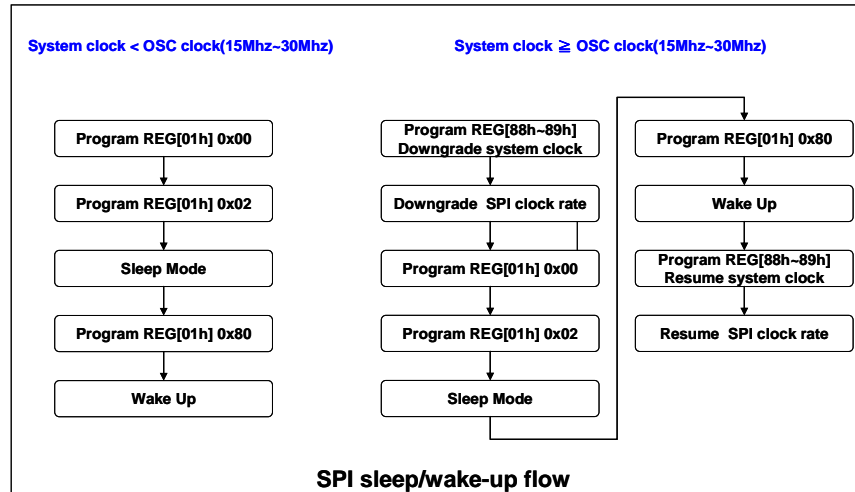 System clock < OSC clock(15Mhz~30Mhz)
Program REG[01h] 0x00
Program REG[01h] 0x02
Sleep Mode
Program REG[01h] 0x80
Wake Up
System clock ≧ OSC clock(15Mhz~30Mhz)
Program REG[88h~89h]
Downgrade system clock
Downgrade SPI clock rate
Program REG[01h] 0x00
Program REG[01h] 0x02
Sleep Mode
Program REG[01h] 0x80
Wake Up
Program REG[88h~89h]
Resume system clock
Resume SPI clock rate
SPI sleep/wake-up flow